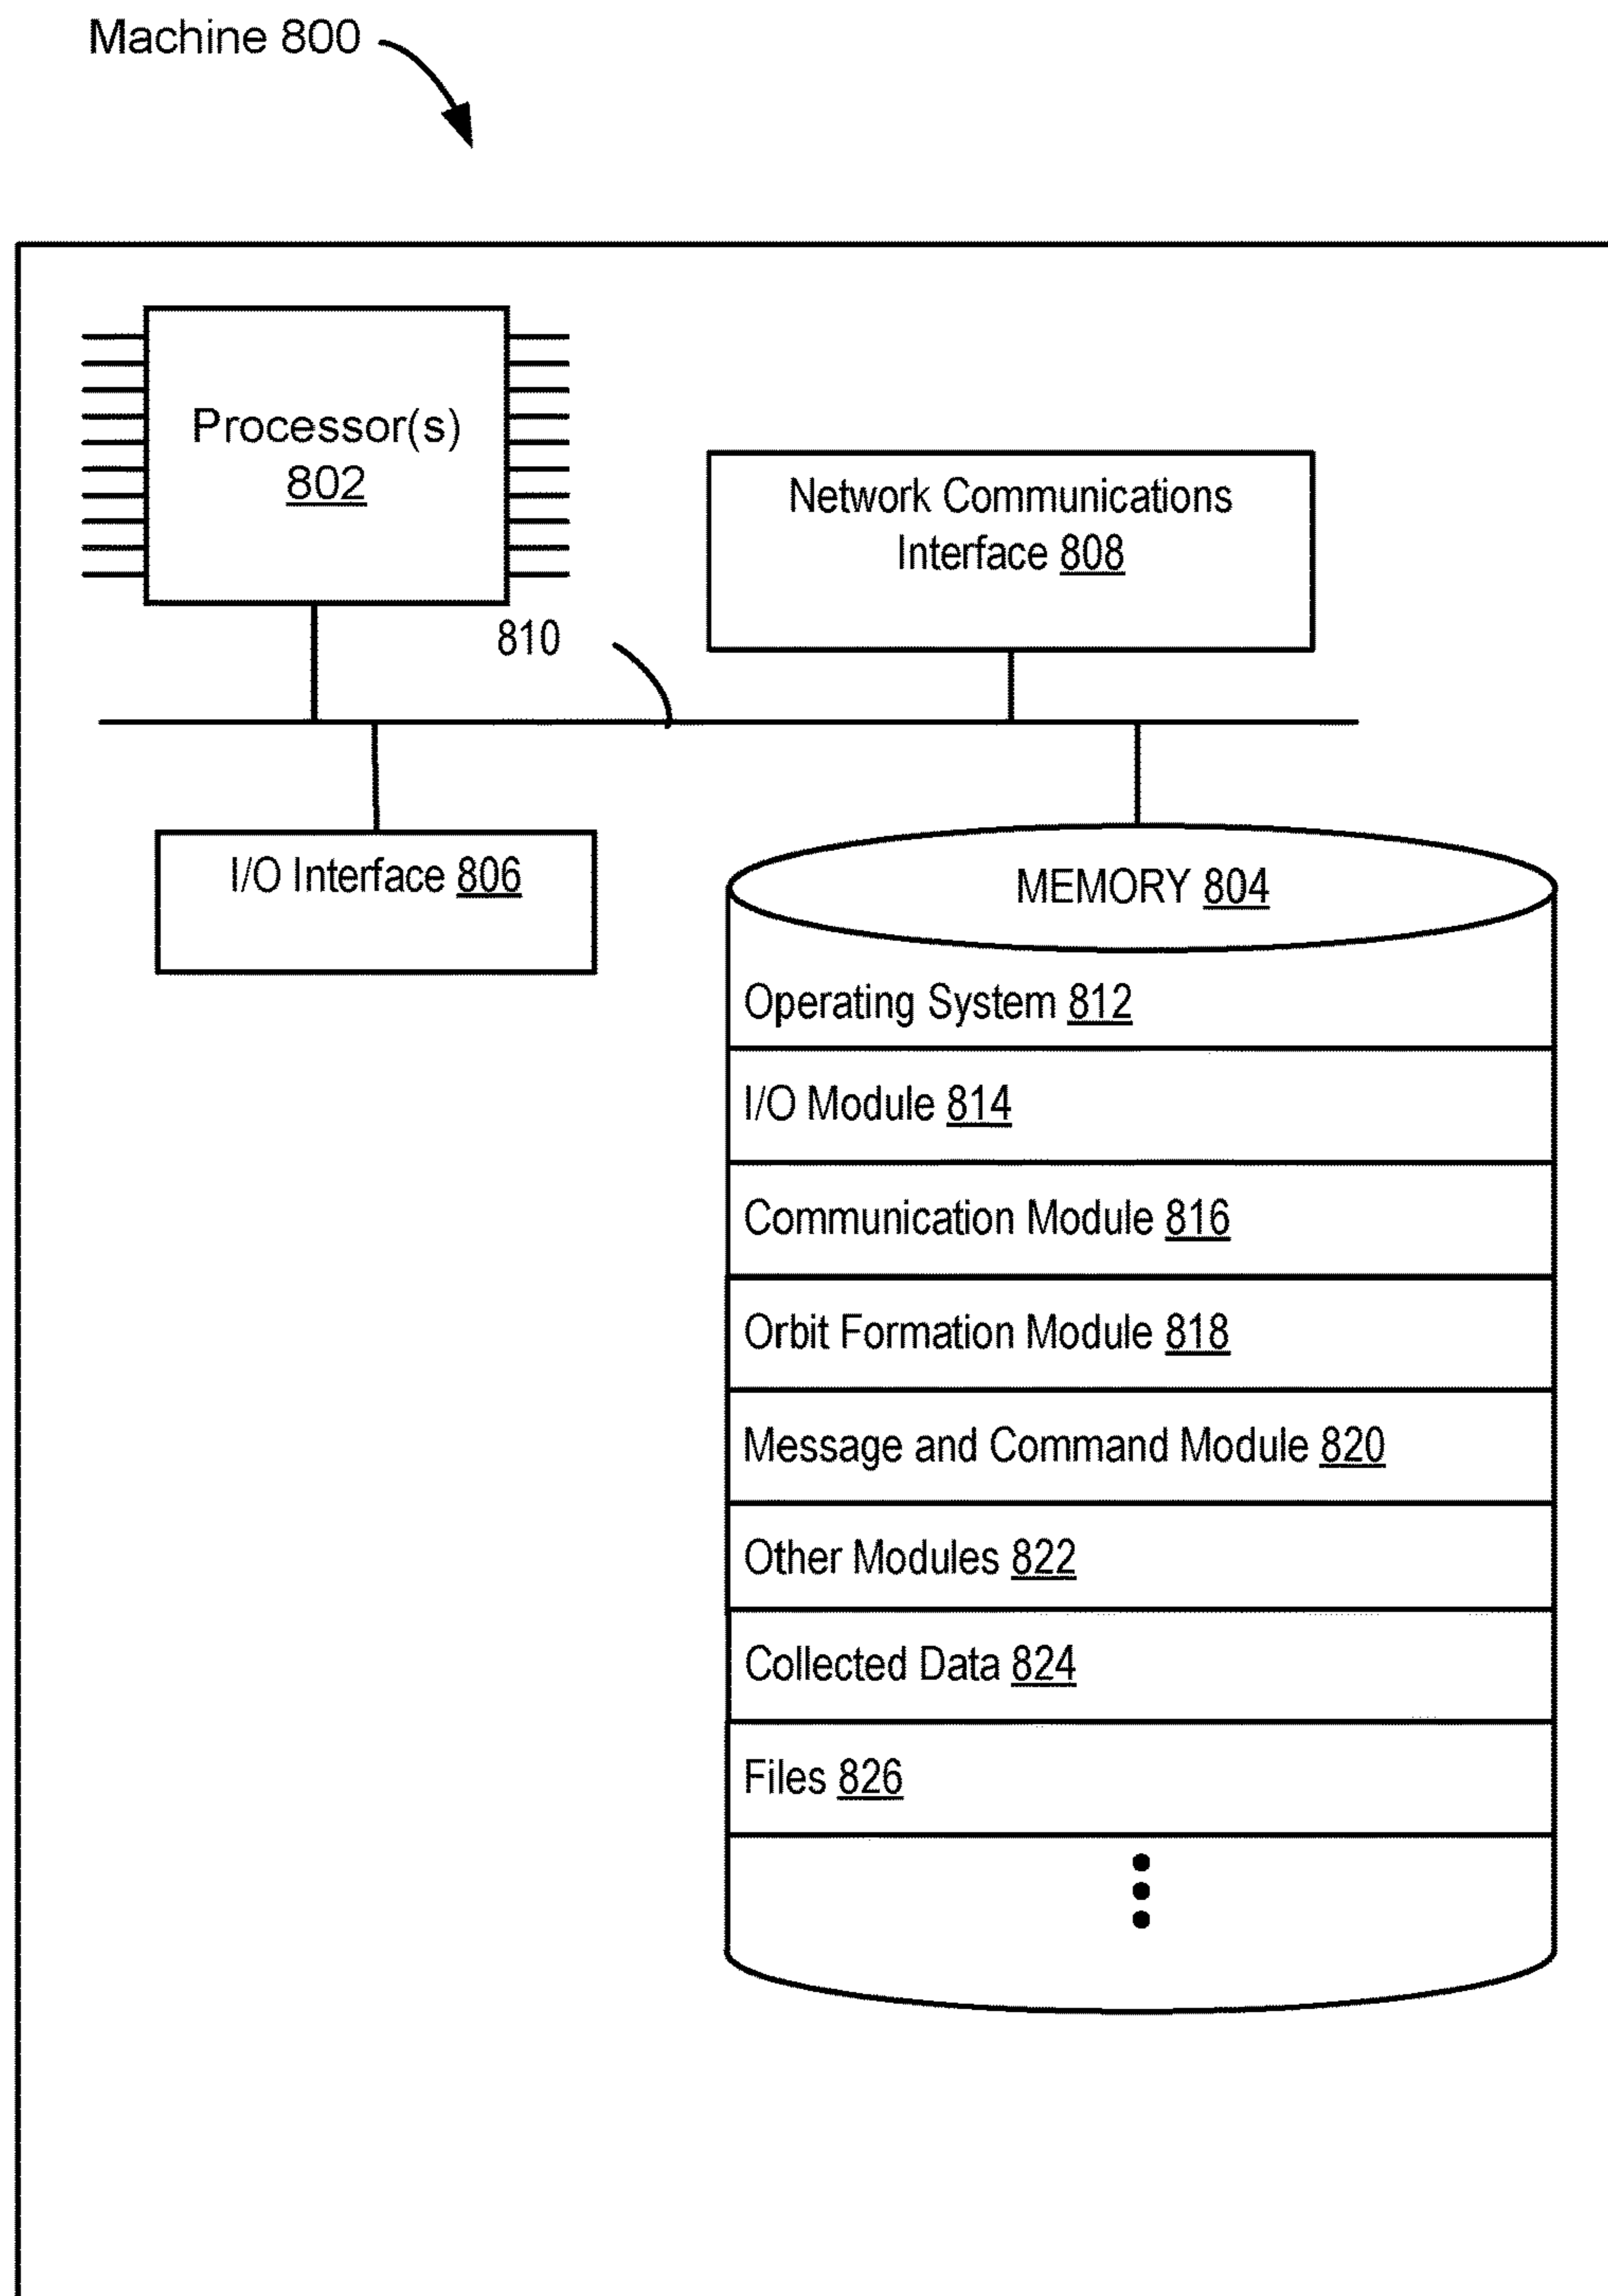 Machine 800
Processor(s)
802
Network Communications
Interface 808
810
I/O Interface 806
MEMORY 804
Operating System 812
I/O Module 814
Communication Module 816
Orbit Formation Module 818
Message and Command Module 820
Other Modules 822
Collected Data 824
Files 826